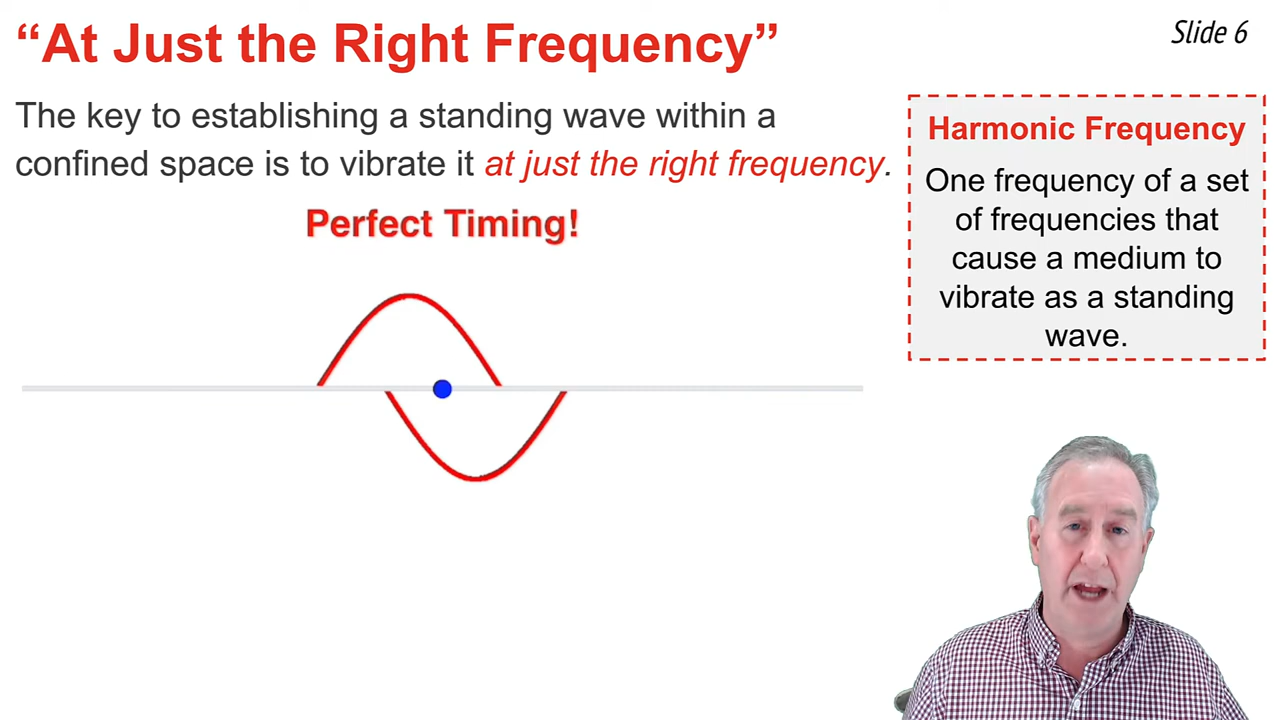 “At Just the Right Frequency”
Slide 6
The key to establishing a standing wave within a
confined space is to vibrate it at just the right frequency.
Perfect Timing!
Harmonic Frequency
One frequency of a set
of frequencies that
cause a medium to
vibrate as a standing
wave.